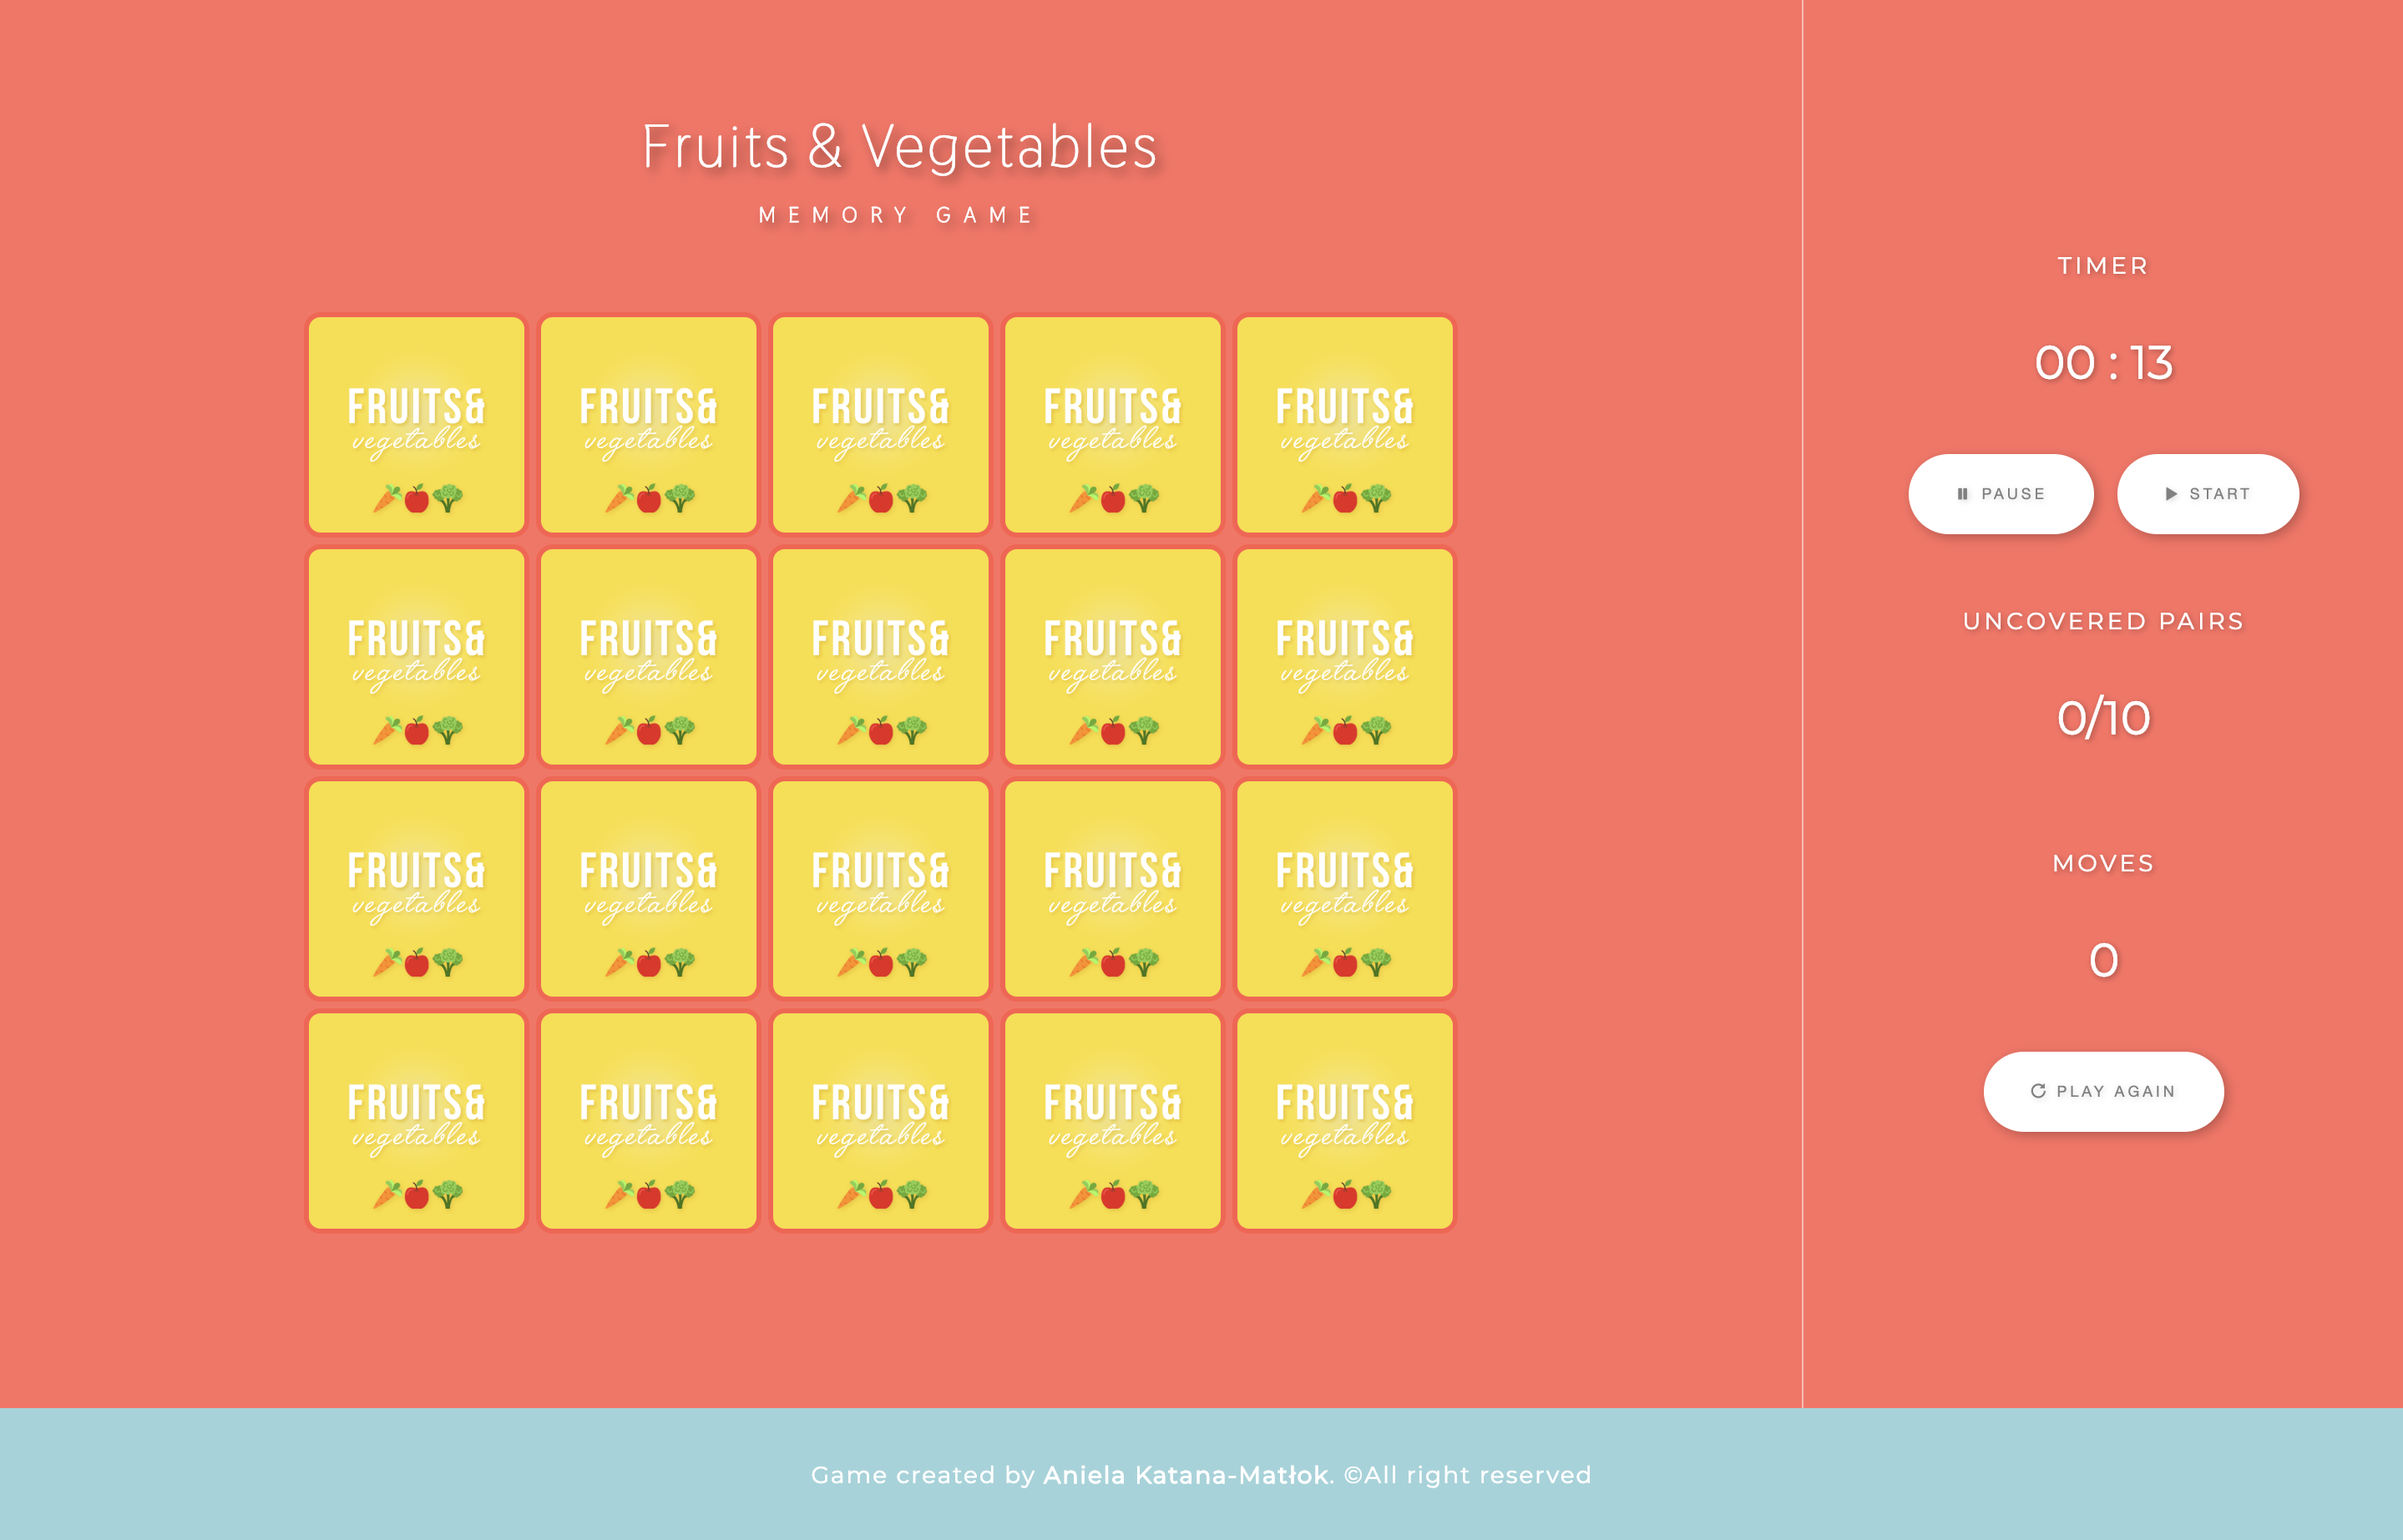 Fruits & Vegetables
MEMORY GAME
FRUITS&
vegetables
FRUITS&
vegetables
FRUITS&
vegetables
FRUITS&
vegetables
FRUITS&
vegetables
FRUITS&
vegetables
FRUITS&
vegetables
FRUITS&
vegetables
FRUITS&
vegetables
FRUITS&
vegetables
FRUITS&
vegetables
FRUITS&
vegetables
FRUITS&
vegetables
FRUITS&
vegetables
FRUITS&
vegetables
FRUITS&
vegetables
FRUITS&
vegetables
FRUITS&
vegetables
FRUITS&
vegetables
FRUITS&
vegetables
TIMER
00 : 13
PAUSE
START
UNCOVERED PAIRS
0/10
MOVES
0
PLAY AGAIN
Game created by Aniela Katana-Matłok. ©All right reserved